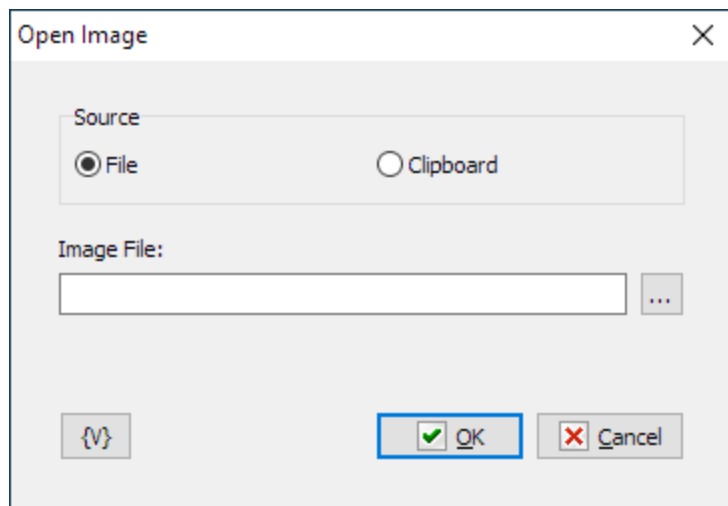 Open Image
Source
File
Clipboard
Image File:
...
{V}
OK
Cancel